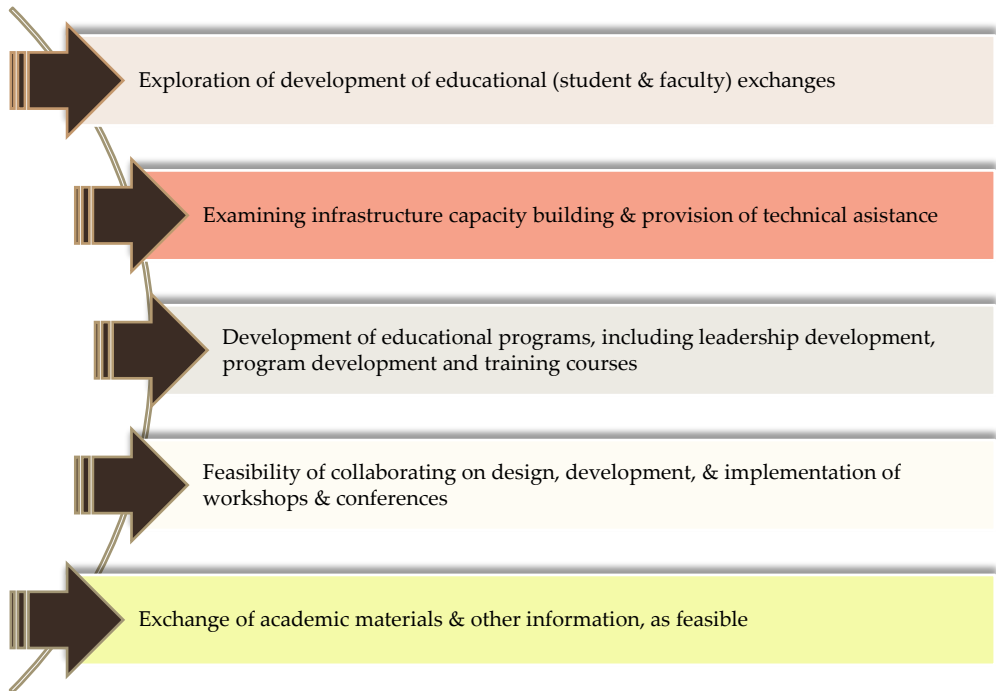 Exploration of development of educational (student & faculty) exchanges
Examining infrastructure capacity building & provision of technical asistance
Development of educational programs, including leadership development,
program development and training courses
Feasibility of collaborating on design, development, & implementation of
workshops & conferences
Exchange of academic materials & other information, as feasible